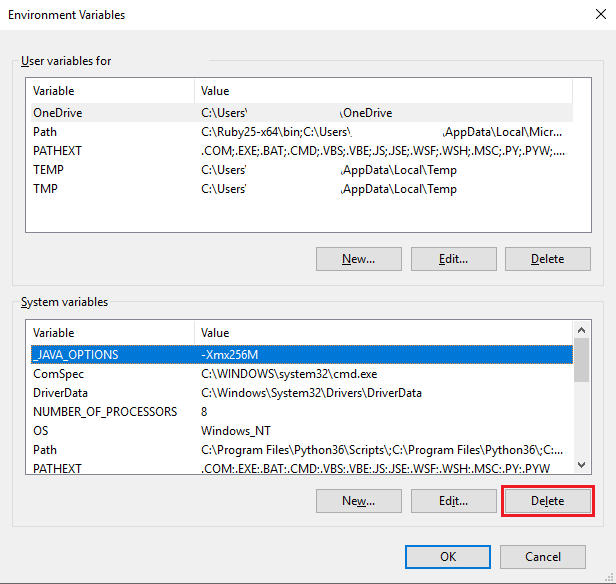 Environment Variables
User variables for
Variable Value
OneDrive C:\Users' \OneDrive
Path C:\Ruby25-x64\bin;C:\Users\ \AppData\Local\Micr...
PATHEXT .COM;.EXE;.BAT;.CMD;.VBS;.VBE;.JS;.JSE;.WSF;.WSH;.MSC;.PY;.PYW;....
TEMP C:\Users' \AppData\Local\Temp
TMP C:\Users' \AppData\Local\Temp
New... Edit... Delete
System variables
Variable Value
_JAVA_OPTIONS -Xmx256M
ComSpec C:\WINDOWS\system32\cmd.exe
DriverData C:\Windows\System32\Drivers\DriverData
NUMBER_OF_PROCESSORS 8
OS Windows_NT
Path C:\Program Files\Python36\Scripts\;C:\Program Files\Python36\;C:...
PATHEXT .COM;.EXE;.BAT;.CMD;.VBS;.VBE;.JS;.JSE;.WSF;.WSH;.MSC;.PY;.PYW
New... Edit... Delete
OK Cancel